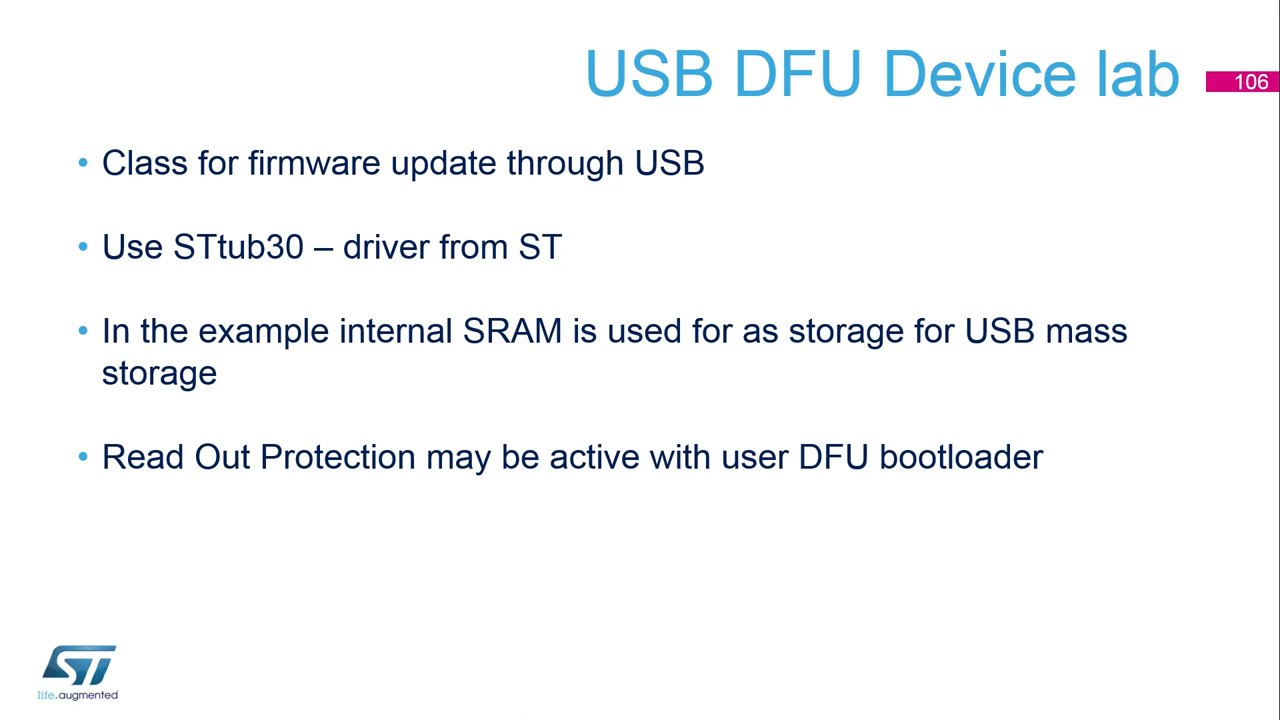 USB DFU Device lab
106
• Class for firmware update through USB
• Use STtub30 – driver from ST
• In the example internal SRAM is used for as storage for USB mass
storage
• Read Out Protection may be active with user DFU bootloader
ST
life.augmented